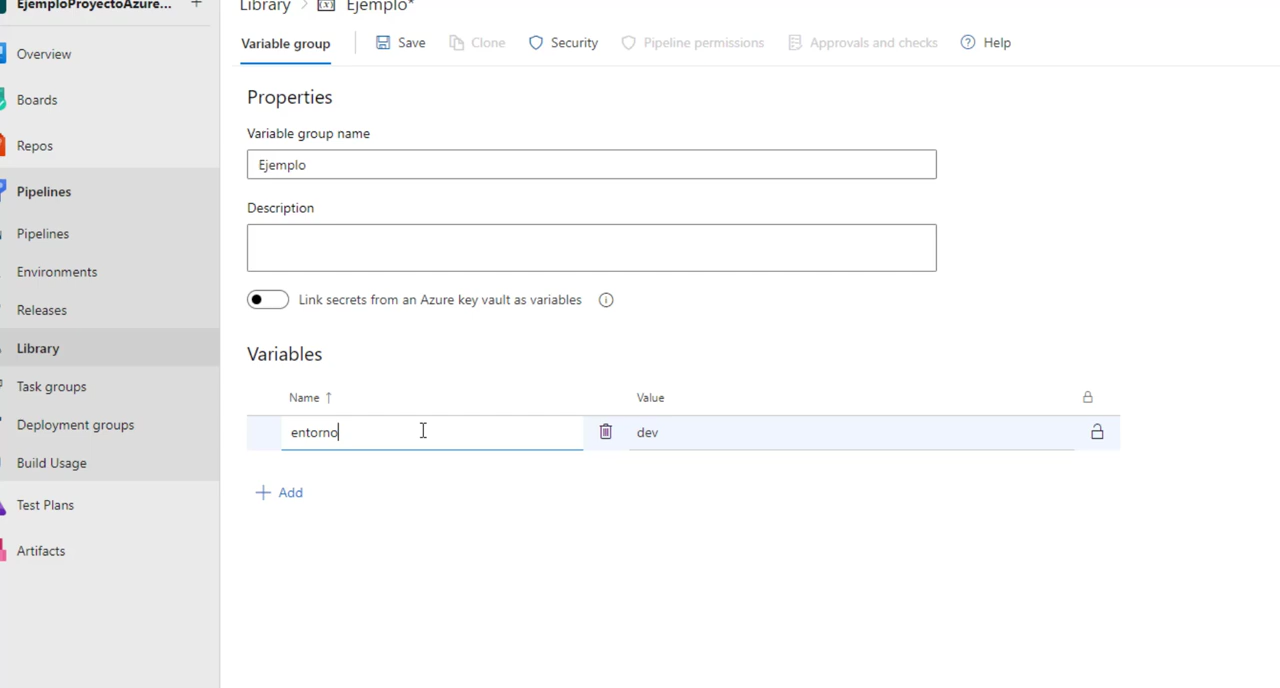 EjemploProyectoAzure... +
Library > Ejemplo*
Variable group Save Clone Security Pipeline permissions Approvals and checks Help
Overview
Boards
Repos
Pipelines
Pipelines
Environments
Releases
Library
Task groups
Deployment groups
Build Usage
Test Plans
Artifacts
Properties
Variable group name
Ejemplo
Description
Link secrets from an Azure key vault as variables
Variables
Name ↑ Value
entorno dev
+ Add